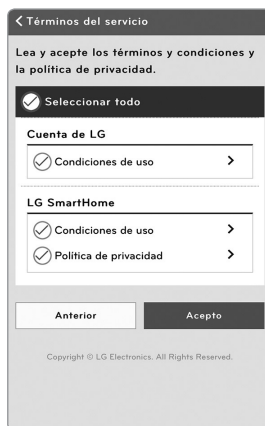 Términos del servicio
Lea y acepte los términos y condiciones y
la política de privacidad.
Seleccionar todo
Cuenta de LG
Condiciones de uso
LG SmartHome
Condiciones de uso
Política de privacidad
Anterior
Acepto
Copyright © LG Electronics. All Rights Reserved.